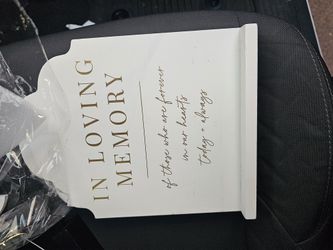 IN LOVING
MEMORY
of those who are forever
in our hearts
today + always